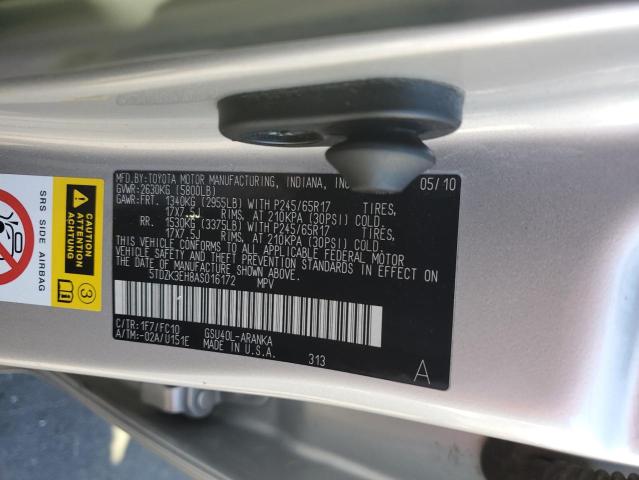 MFD.BY:TOYOTA MOTOR MANUFACTURING, INDIANA, INC. 05/10
GVWR:2630KG (5800LB)
GAWR:FRT. 1340KG (2955LB) WITH P245/65R17 TIRES,
17X7.5J RIMS, AT 210KPA (30PSI) COLD
RR. 1530KG (3375LB) WITH P245/65R17 TIRES,
17X7.5J RIMS, AT 210KPA (30PSI) COLD
THIS VEHICLE CONFORMS TO ALL APPLICABLE FEDERAL MOTOR
VEHICLE SAFETY AND THEFT PREVENTION STANDARDS IN EFFECT ON
THE DATE OF MANUFACTURE SHOWN ABOVE.
5TDZK3EH8AS016172 MPV
C/TR:1F7/FC10 GSU40L-ARANKA
A/TM:-02A/U151E MADE IN U.S.A. 313 A
SRS SIDE AIRBAG
ATTENTION
ACHTUNG
3